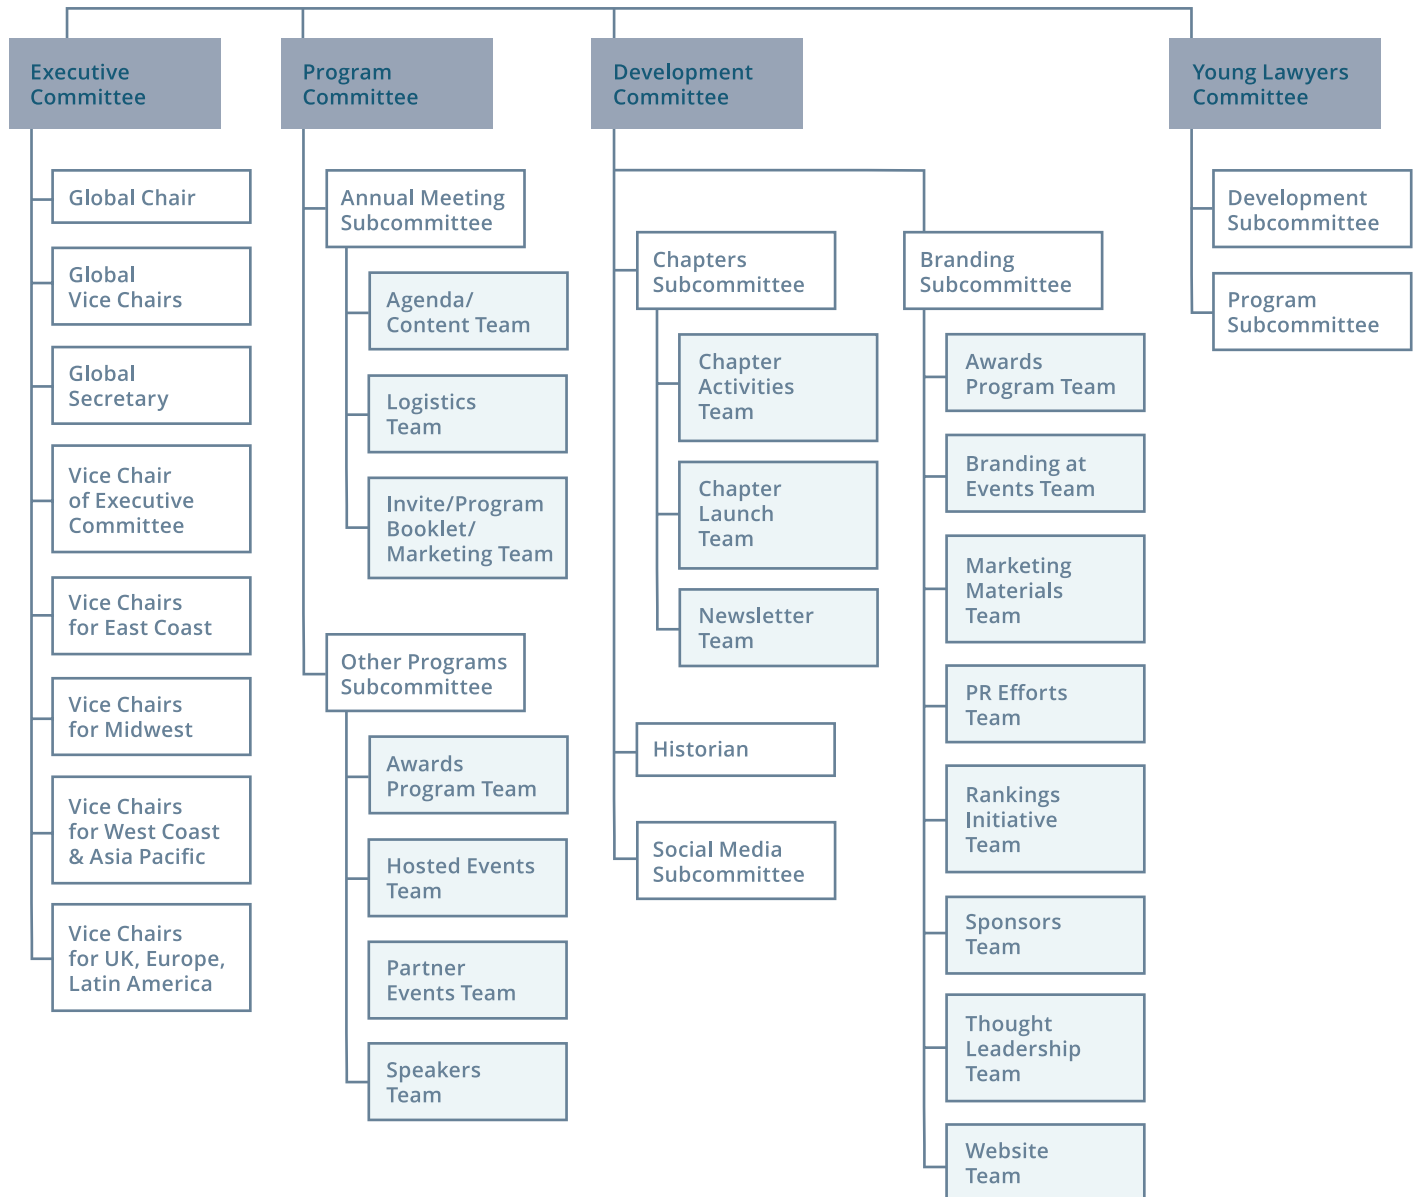 Executive
Committee
Program
Committee
Development
Committee
Young Lawyers
Committee
Global Chair
Global
Vice Chairs
Global
Secretary
Vice Chair
of Executive
Committee
Vice Chairs
for East Coast
Vice Chairs
for Midwest
Vice Chairs
for West Coast
& Asia Pacific
Vice Chairs
for UK, Europe,
Latin America
Annual Meeting
Subcommittee
Agenda/
Content Team
Logistics
Team
Invite/Program
Booklet/
Marketing Team
Other Programs
Subcommittee
Awards
Program Team
Hosted Events
Team
Partner
Events Team
Speakers
Team
Chapters
Subcommittee
Chapter
Activities
Team
Chapter
Launch
Team
Newsletter
Team
Historian
Social Media
Subcommittee
Branding
Subcommittee
Awards
Program Team
Branding at
Events Team
Marketing
Materials
Team
PR Efforts
Team
Rankings
Initiative
Team
Sponsors
Team
Thought
Leadership
Team
Website
Team
Development
Subcommittee
Program
Subcommittee